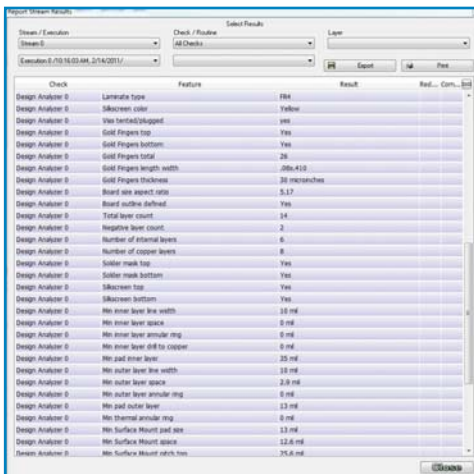 Report Stream Results
Select Results
Stream / Execution Check / Routine Layer
Stream 0 All Checks
Execution 0 /10:16:03 AM, 2/14/2011/
Export Print
Check Feature Result Red... Com...
Design Analyzer 0 Laminate type FR4
Design Analyzer 0 Silkscreen color Yellow
Design Analyzer 0 Vias tented/plugged yes
Design Analyzer 0 Gold Fingers top Yes
Design Analyzer 0 Gold Fingers bottom Yes
Design Analyzer 0 Gold Fingers total 26
Design Analyzer 0 Gold Fingers length width .08x.410
Design Analyzer 0 Gold Fingers thickness 30 microinches
Design Analyzer 0 Board size aspect ratio 5.17
Design Analyzer 0 Board outline defined Yes
Design Analyzer 0 Total layer count 14
Design Analyzer 0 Negative layer count 2
Design Analyzer 0 Number of internal layers 6
Design Analyzer 0 Number of copper layers 8
Design Analyzer 0 Solder mask top Yes
Design Analyzer 0 Solder mask bottom Yes
Design Analyzer 0 Silkscreen top Yes
Design Analyzer 0 Silkscreen bottom Yes
Design Analyzer 0 Min inner layer line width 10 mil
Design Analyzer 0 Min inner layer space 0 mil
Design Analyzer 0 Min inner layer annular ring 0 mil
Design Analyzer 0 Min inner layer drill to copper 0 mil
Design Analyzer 0 Min pad inner layer 35 mil
Design Analyzer 0 Min outer layer line width 10 mil
Design Analyzer 0 Min outer layer space 2.9 mil
Design Analyzer 0 Min outer layer annular ring 0 mil
Design Analyzer 0 Min pad outer layer 13 mil
Design Analyzer 0 Min thermal annular ring 0 mil
Design Analyzer 0 Min Surface Mount pad size 13 mil
Design Analyzer 0 Min Surface Mount space 12.6 mil
Design Analyzer 0 Min Surface Mount pitch top 25.6 mil
Close